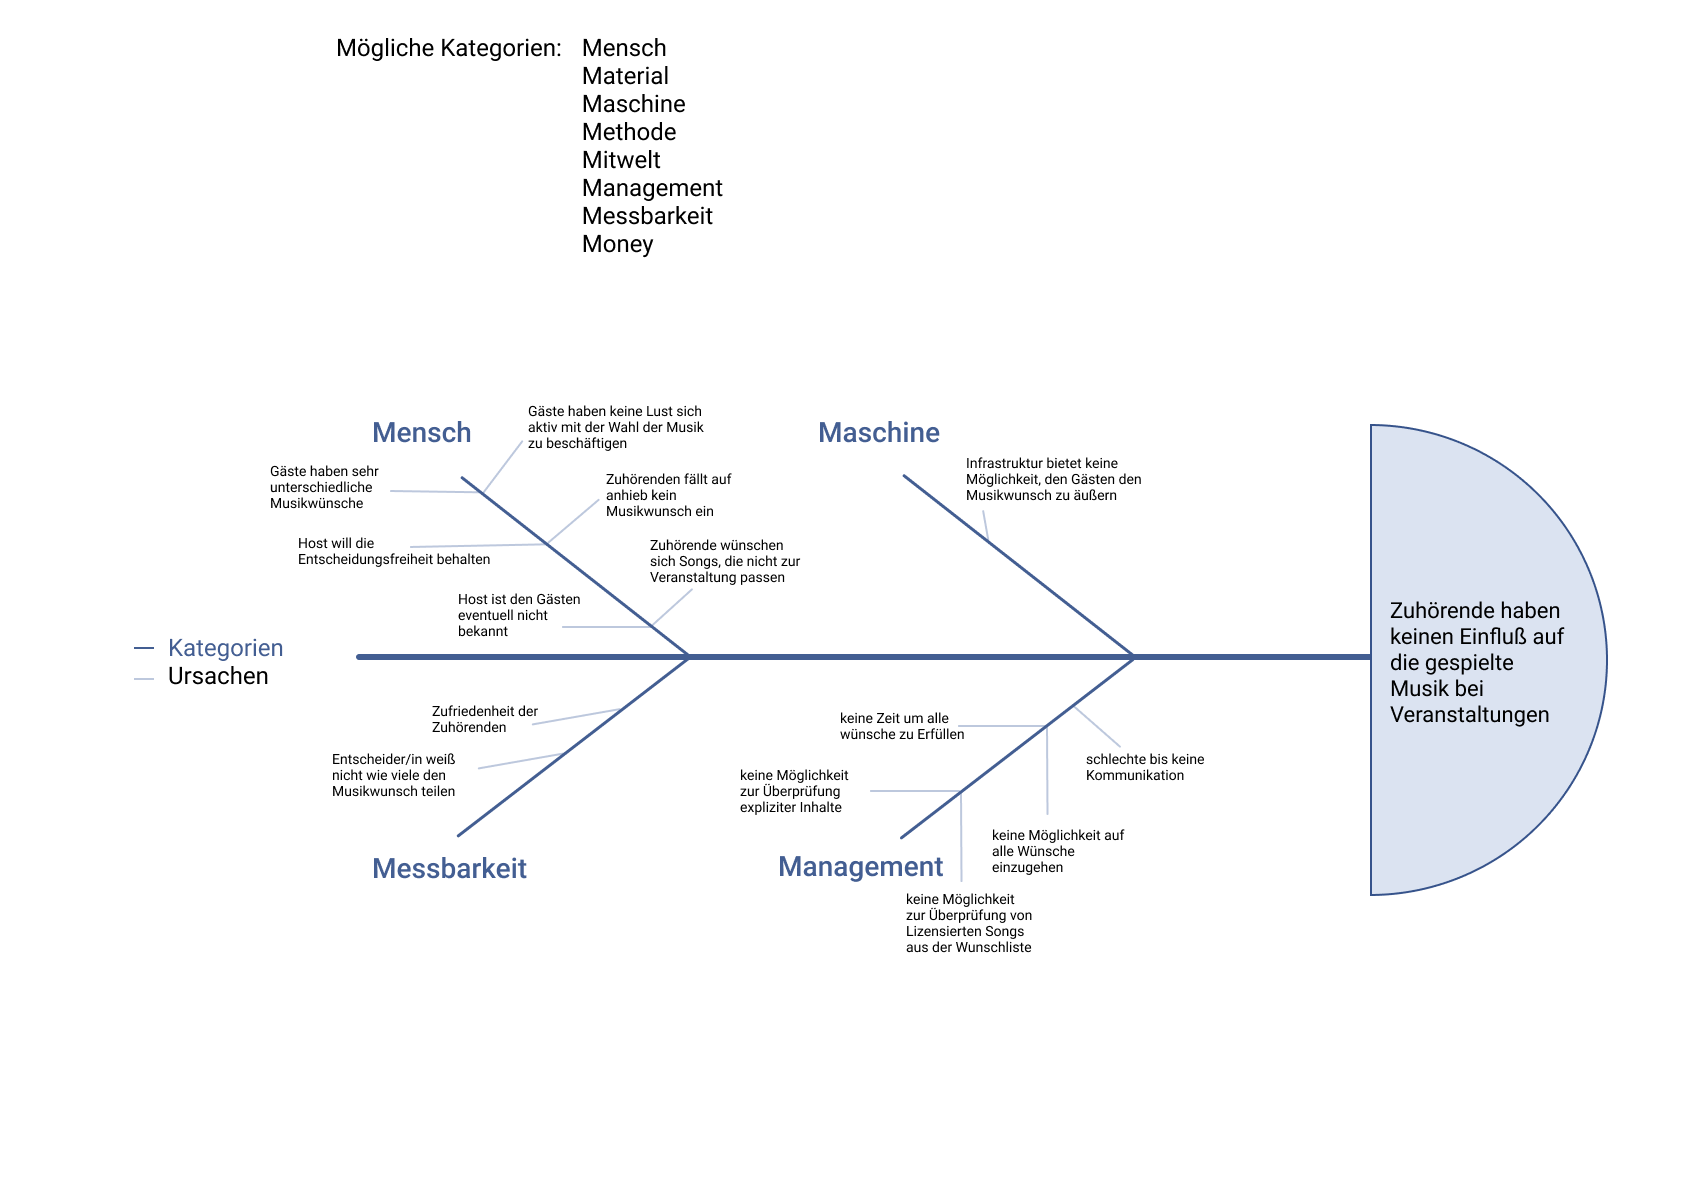 Mögliche Kategorien: Mensch
Material
Maschine
Methode
Mitwelt
Management
Messbarkeit
Money
Mensch
Gäste haben keine Lust sich
aktiv mit der Wahl der Musik
zu beschäftigen
Gäste haben sehr
unterschiedliche
Musikwünsche
Zuhörenden fällt auf
anhieb kein
Musikwunsch ein
Host will die
Entscheidungsfreiheit behalten
Zuhörende wünschen
sich Songs, die nicht zur
Veranstaltung passen
Host ist den Gästen
eventuell nicht
bekannt
Maschine
Infrastruktur bietet keine
Möglichkeit, den Gästen den
Musikwunsch zu äußern
Kategorien
Ursachen
Zuhörende haben
keinen Einfluß auf
die gespielte
Musik bei
Veranstaltungen
Zufriedenheit der
Zuhörenden
Entscheider/in weiß
nicht wie viele den
Musikwunsch teilen
Messbarkeit
keine Zeit um alle
wünsche zu Erfüllen
schlechte bis keine
Kommunikation
keine Möglichkeit
zur Überprüfung
expliziter Inhalte
keine Möglichkeit auf
alle Wünsche
einzugehen
Management
keine Möglichkeit
zur Überprüfung von
Lizensierten Songs
aus der Wunschliste